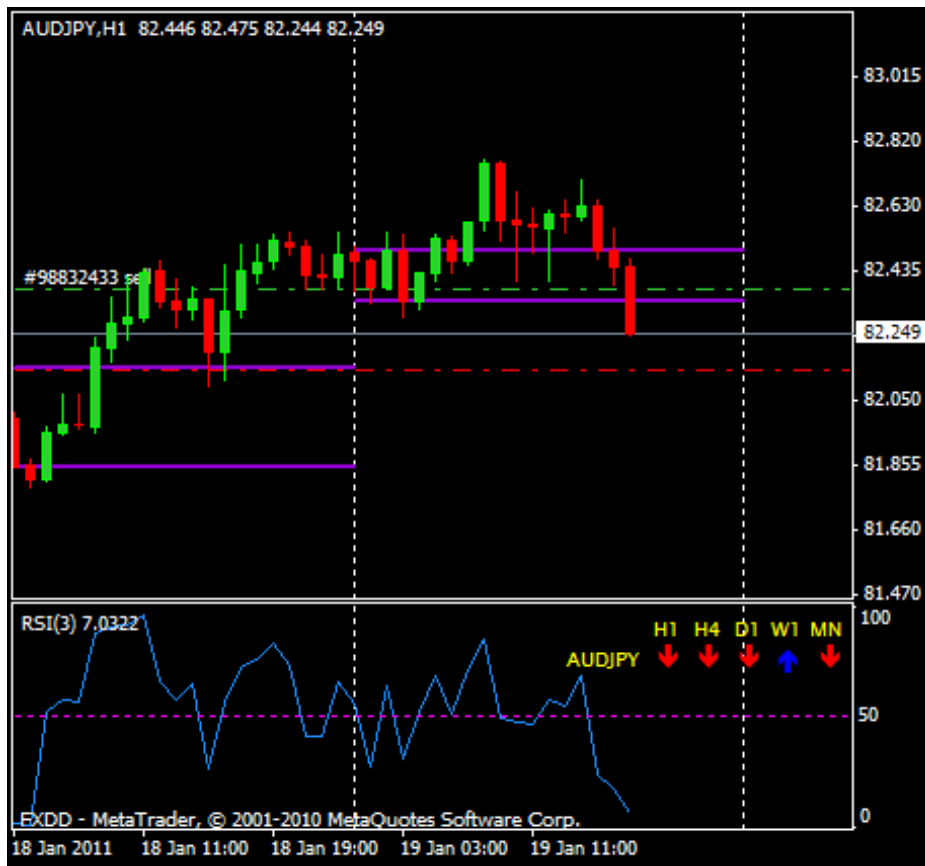 AUDJPY,H1 82.446 82.475 82.244 82.249
83.015
82.820
82.630
82.435
#98832433 sell
82.249
82.050
81.855
81.660
81.470
RSI(3) 7.0322
100
H1 H4 D1 W1 MN
AUDJPY
50
0
EXDD - MetaTrader, © 2001-2010 MetaQuotes Software Corp.
18 Jan 2011 18 Jan 11:00 18 Jan 19:00 19 Jan 03:00 19 Jan 11:00